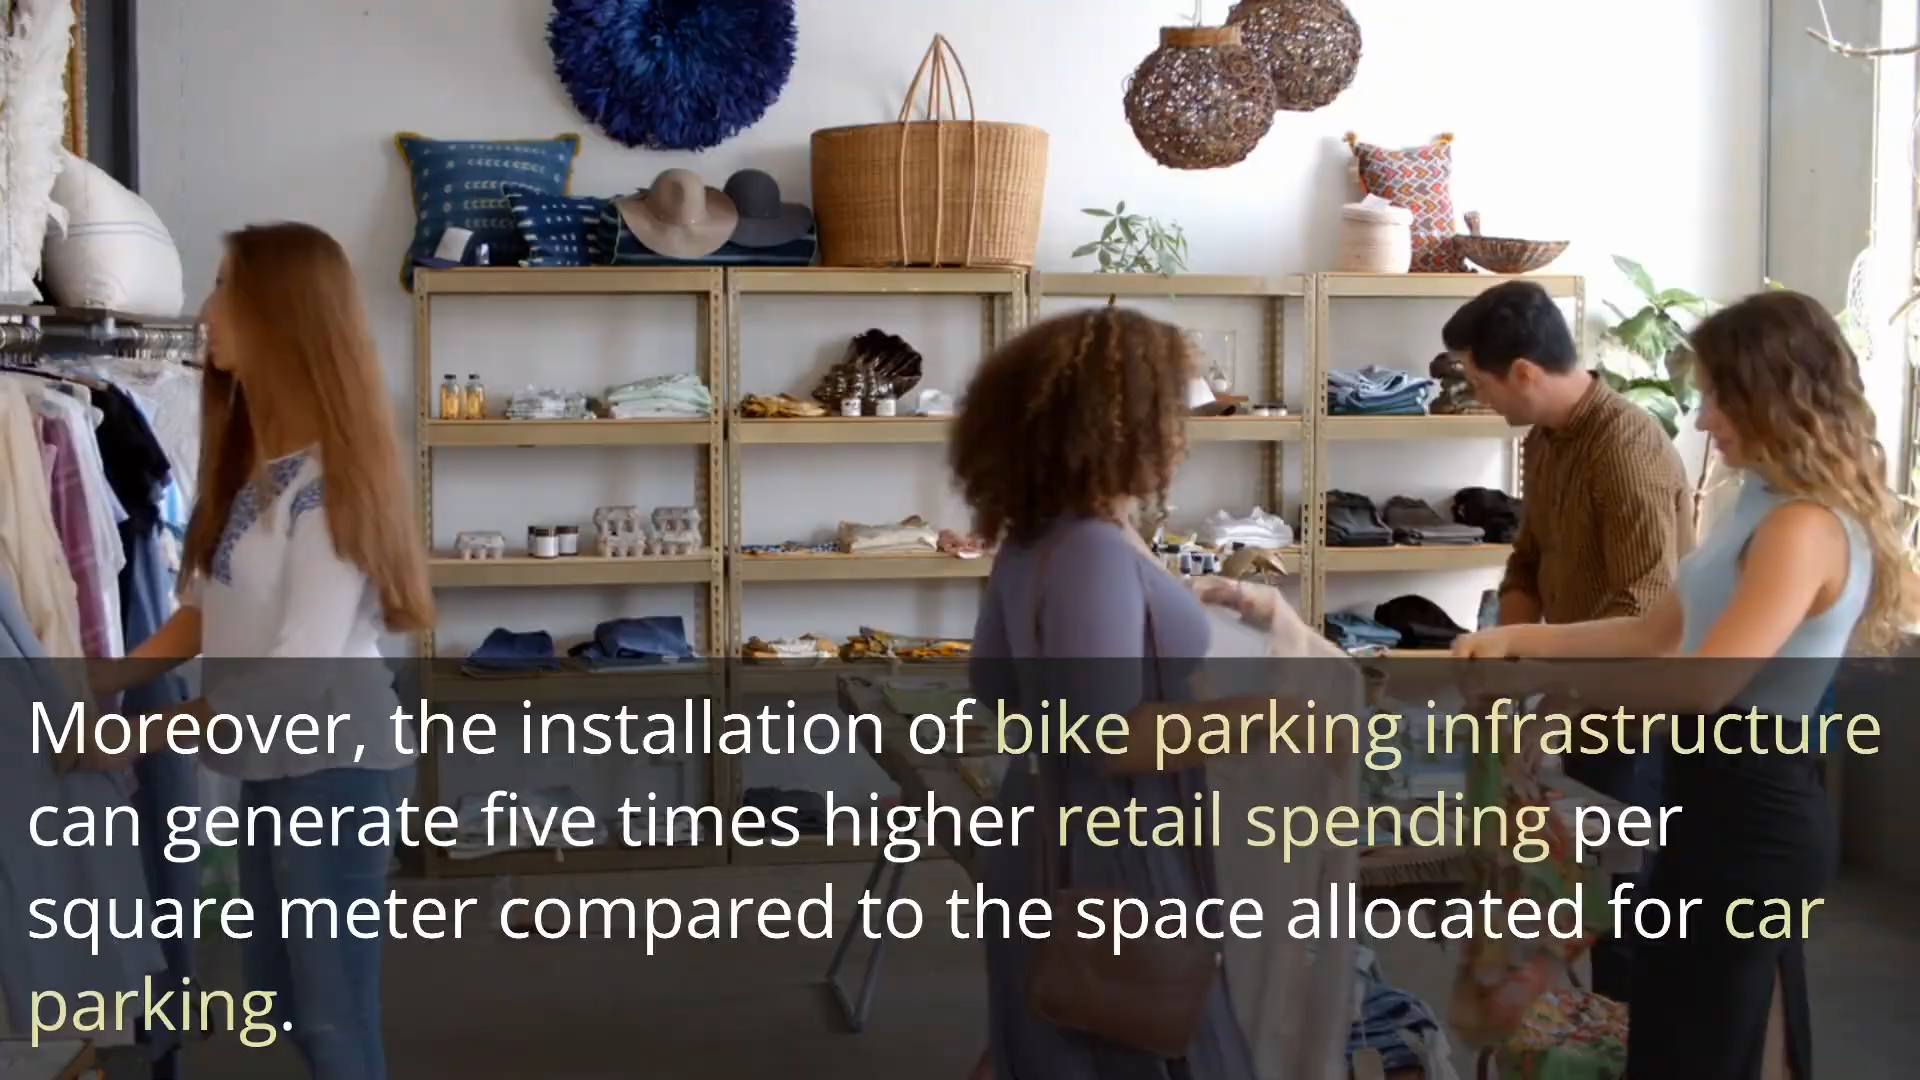 Moreover, the installation of bike parking infrastructure
can generate five times higher retail spending per
square meter compared to the space allocated for car
parking.